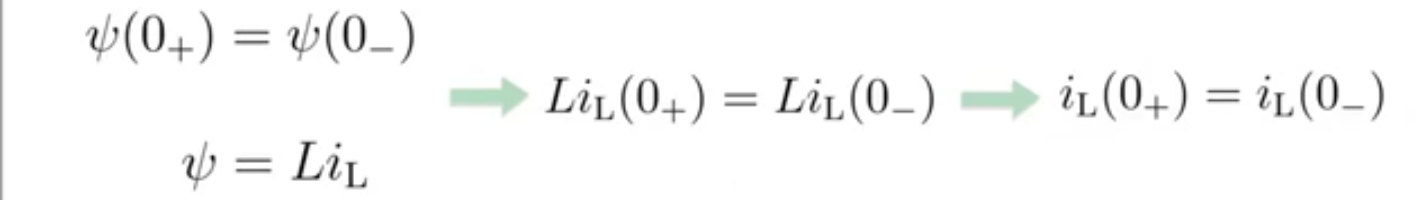 ψ(0₊) = ψ(0₋)
ψ = Li_L
Li_L(0₊) = Li_L(0₋)
i_L(0₊) = i_L(0₋)